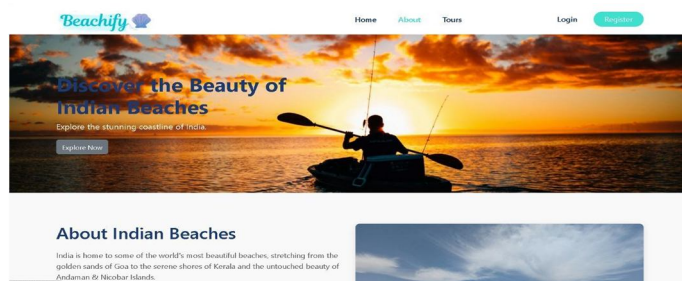 Beachify
Home About Tours Login Register
Discover the Beauty of
Indian Beaches
Explore the stunning coastline of India.
Explore Now
About Indian Beaches
India is home to some of the world's most beautiful beaches, stretching from the
golden sands of Goa to the serene shores of Kerala and the untouched beauty of
Andaman & Nicobar Islands.